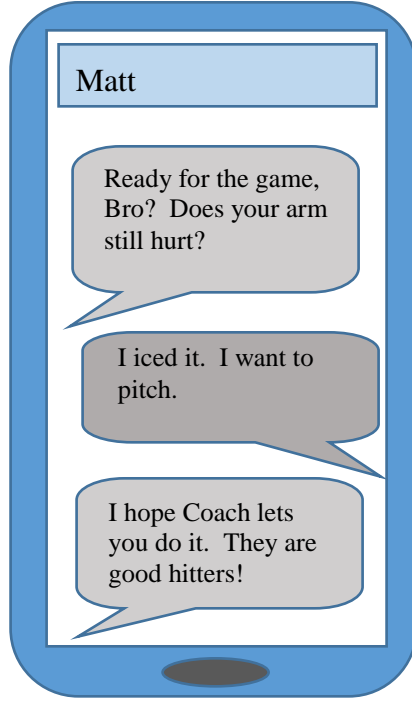 Matt
Ready for the game,
Bro?  Does your arm
still hurt?
I iced it.  I want to
pitch.
I hope Coach lets
you do it.  They are
good hitters!